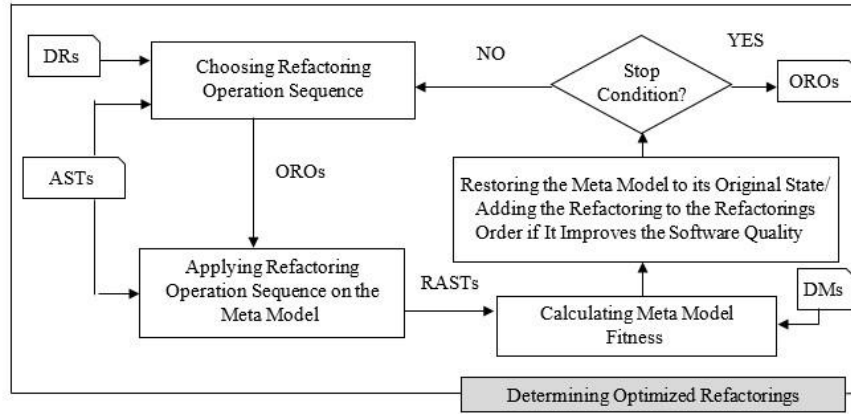 DRs
Choosing Refactoring
Operation Sequence
NO
Stop
Condition?
YES
OROs
ASTs
OROs
Restoring the Meta Model to its Original State/
Adding the Refactoring to the Refactorings
Order if It Improves the Software Quality
Applying Refactoring
Operation Sequence on the
Meta Model
RASTs
Calculating Meta Model
Fitness
DMs
Determining Optimized Refactorings